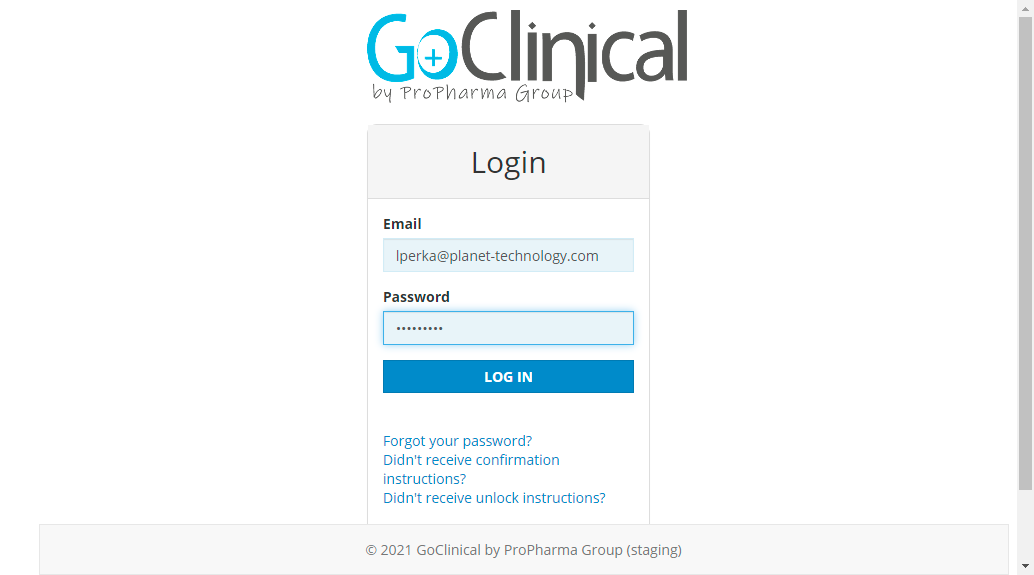 GoClinical
by ProPharma Group
Login
Email
lperka@planet-technology.com
Password
•••••••••
LOG IN
Forgot your password?
Didn't receive confirmation
instructions?
Didn't receive unlock instructions?
© 2021 GoClinical by ProPharma Group (staging)